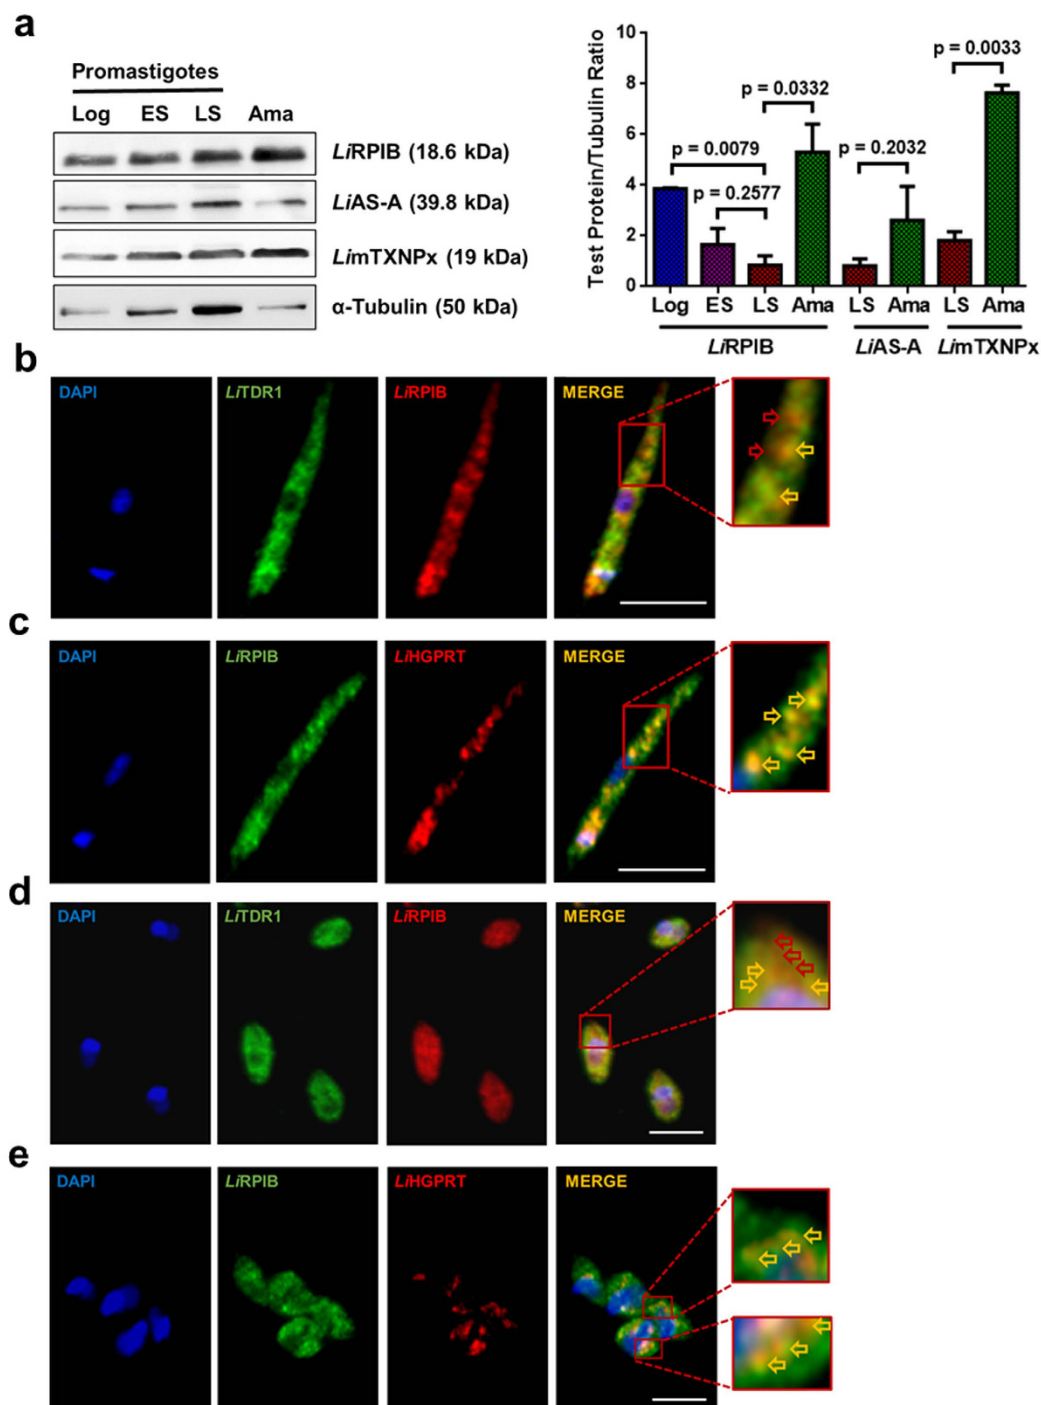 a
Promastigotes
Log ES LS Ama
LiRPIB (18.6 kDa)
LiAS-A (39.8 kDa)
LimTXNPx (19 kDa)
α-Tubulin (50 kDa)
Test Protein/Tubulin Ratio
10
8
6
4
2
0
p = 0.0033
p = 0.0332
p = 0.0079
p = 0.2032
p = 0.2577
Log ES LS Ama LS Ama LS Ama
LiRPIB LiAS-A LimTXNPx
b
DAPI LiTDR1 LiRPIB MERGE
c
DAPI LiRPIB LiHGPRT MERGE
d
DAPI LiTDR1 LiRPIB MERGE
e
DAPI LiRPIB LiHGPRT MERGE